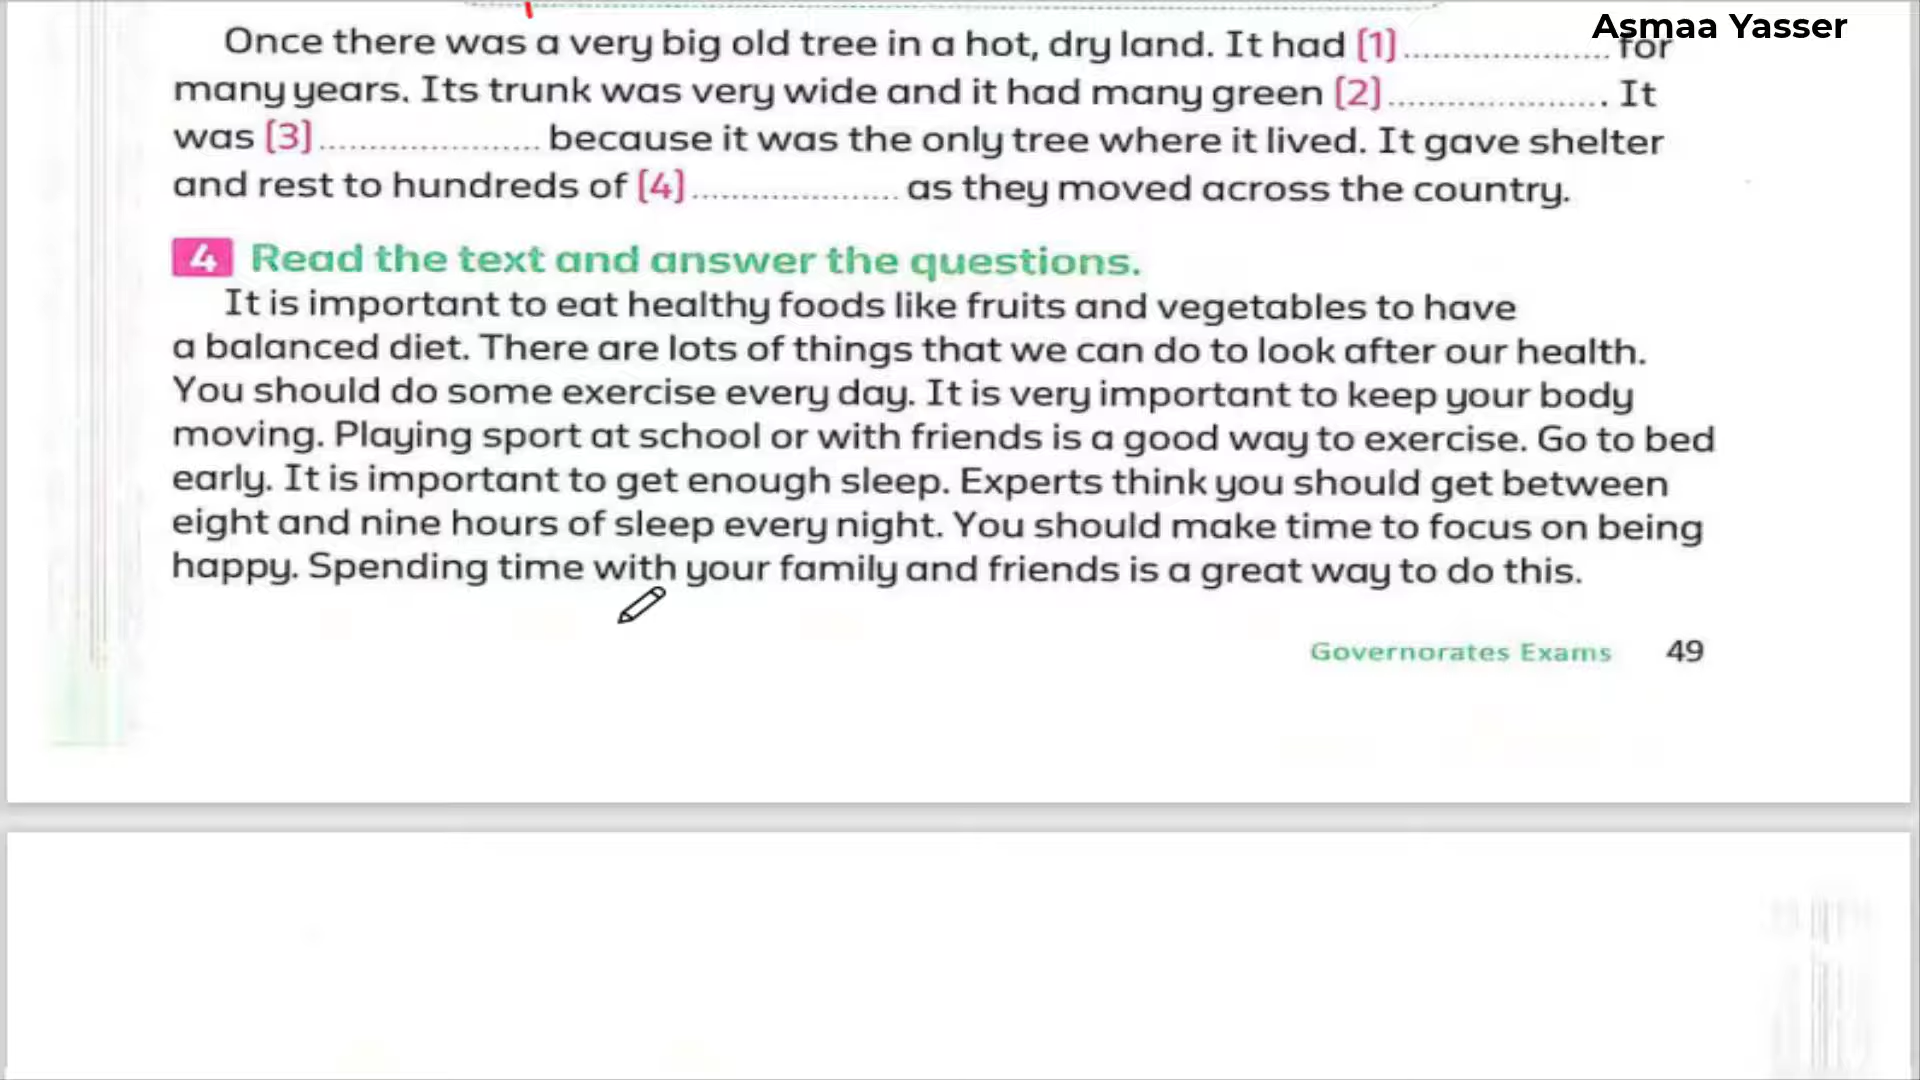 Asmaa Yasser
Once there was a very big old tree in a hot, dry land. It had (1) .................... for
many years. Its trunk was very wide and it had many green (2) ..................... . It
was (3) ...................... because it was the only tree where it lived. It gave shelter
and rest to hundreds of (4) .................... as they moved across the country.
4 Read the text and answer the questions.
It is important to eat healthy foods like fruits and vegetables to have
a balanced diet. There are lots of things that we can do to look after our health.
You should do some exercise every day. It is very important to keep your body
moving. Playing sport at school or with friends is a good way to exercise. Go to bed
early. It is important to get enough sleep. Experts think you should get between
eight and nine hours of sleep every night. You should make time to focus on being
happy. Spending time with your family and friends is a great way to do this.
Governorates Exams 49